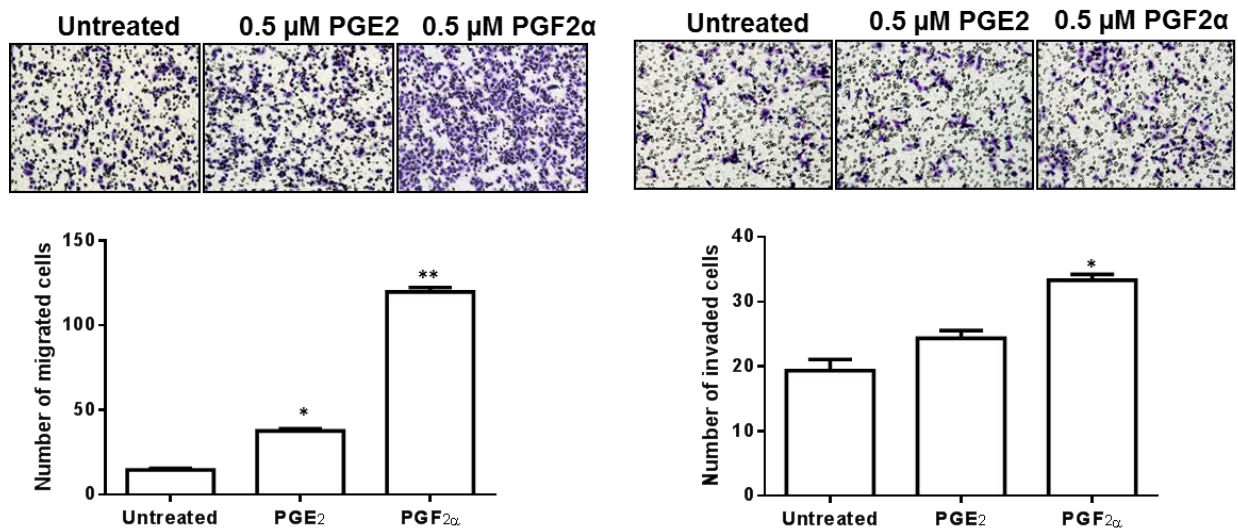 Untreated 0.5 µM PGE2 0.5 µM PGF2α
Number of migrated cells
150
100
50
0
*
**
Untreated PGE2 PGF2α
Untreated 0.5 µM PGE2 0.5 µM PGF2α
Number of invaded cells
40
30
20
10
0
*
Untreated PGE2 PGF2α